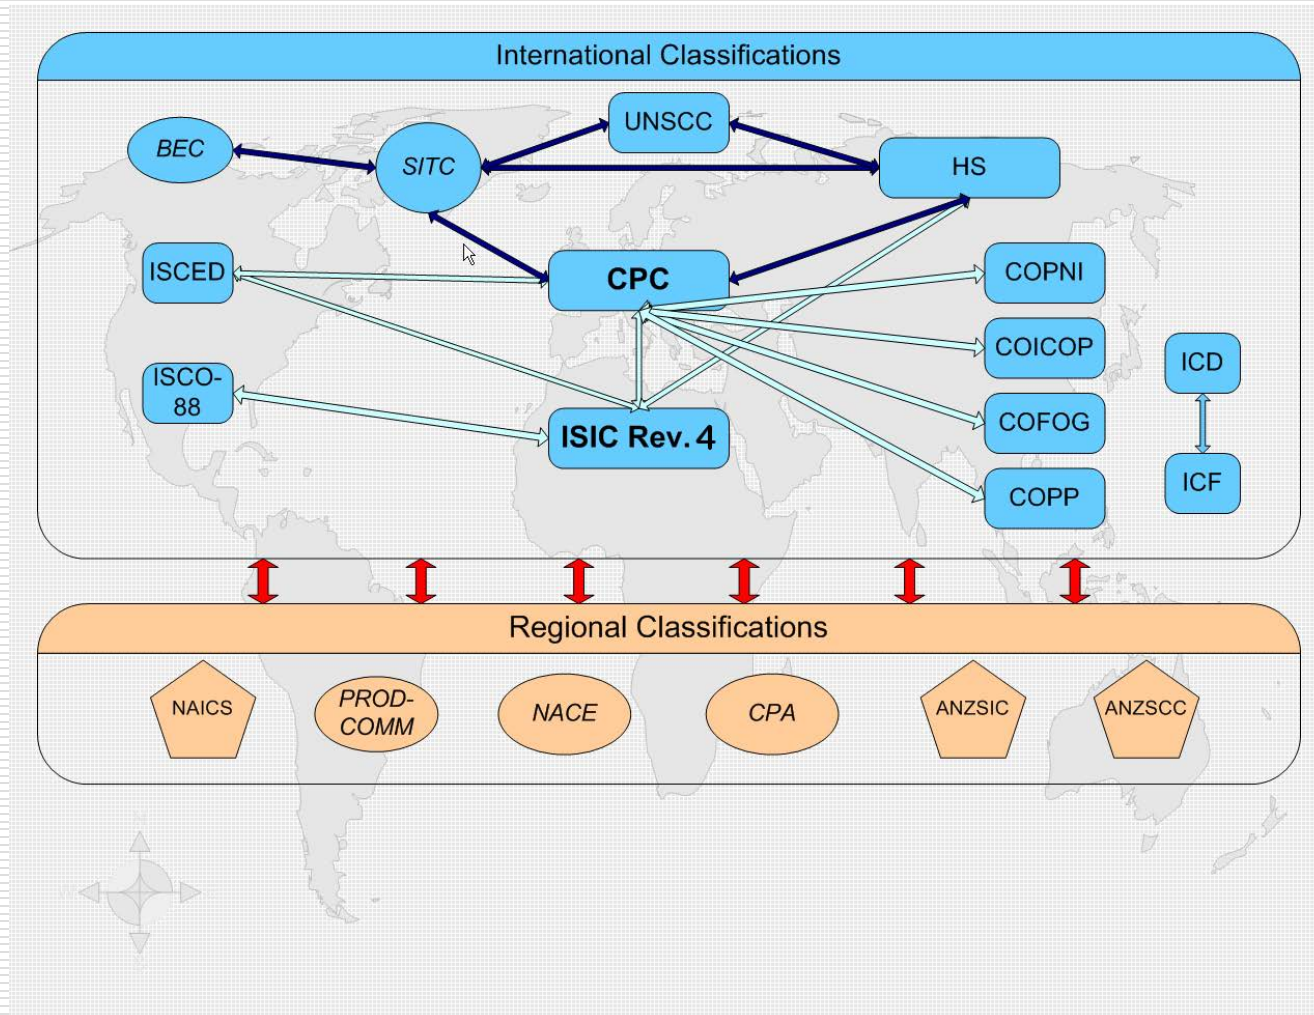 International Classifications
UNSCC
BEC
SITC
HS
ISCED
CPC
COPNI
COICOP
ICD
ISCO-
88
ISIC Rev. 4
COFOG
ICF
COPP
Regional Classifications
NAICS
PROD-
COMM
NACE
CPA
ANZSIC
ANZSCC